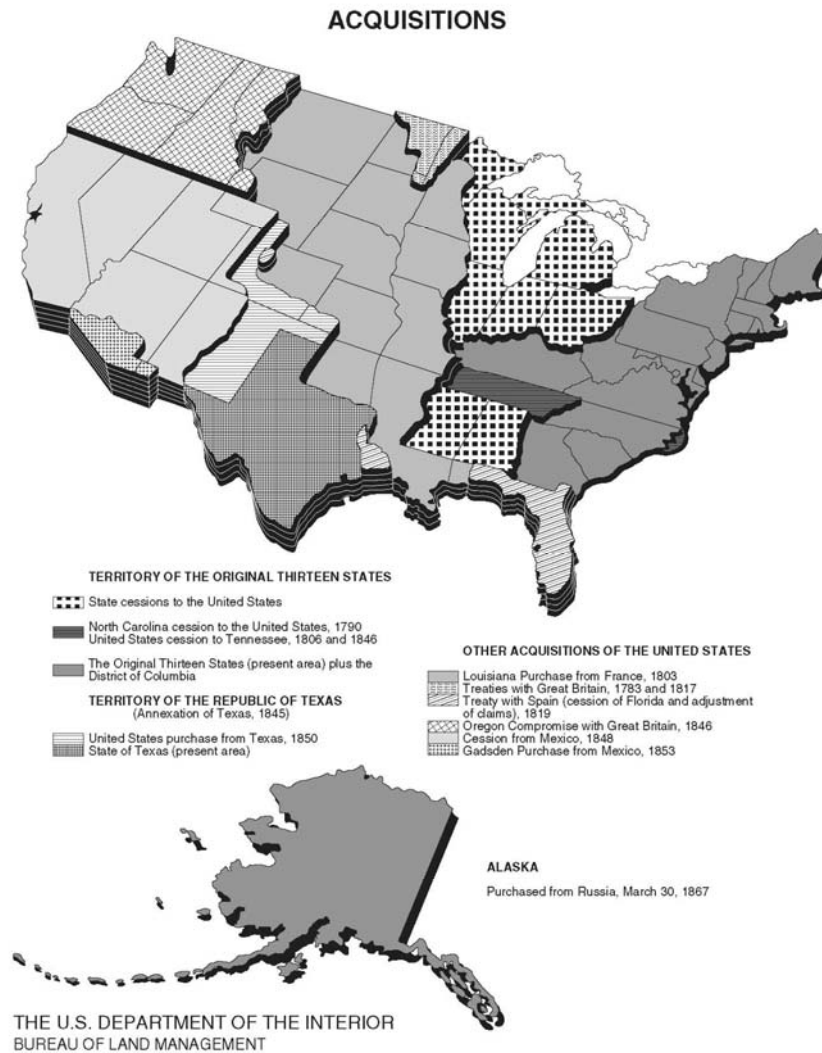 ACQUISITIONS
TERRITORY OF THE ORIGINAL THIRTEEN STATES
State cessions to the United States
North Carolina cession to the United States, 1790
United States cession to Tennessee, 1806 and 1846
The Original Thirteen States (present area) plus the
District of Columbia
TERRITORY OF THE REPUBLIC OF TEXAS
(Annexation of Texas, 1845)
United States purchase from Texas, 1850
State of Texas (present area)
OTHER ACQUISITIONS OF THE UNITED STATES
Louisiana Purchase from France, 1803
Treaties with Great Britain, 1783 and 1817
Treaty with Spain (cession of Florida and adjustment
of claims), 1819
Oregon Compromise with Great Britain, 1846
Cession from Mexico, 1848
Gadsden Purchase from Mexico, 1853
ALASKA
Purchased from Russia, March 30, 1867
THE U.S. DEPARTMENT OF THE INTERIOR
BUREAU OF LAND MANAGEMENT